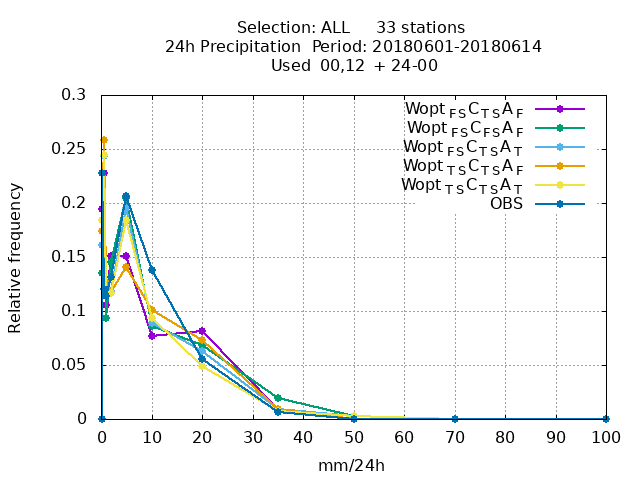 Selection: ALL 33 stations
24h Precipitation Period: 20180601-20180614
Used 00,12 + 24-00
Relative frequency
0.3
0.25
0.2
0.15
0.1
0.05
0
Wopt FS C TS A F
Wopt FS C FS A F
Wopt FS C TS A T
Wopt TS C TS A F
Wopt TS C TS A T
OBS
0 10 20 30 40 50 60 70 80 90 100
mm/24h